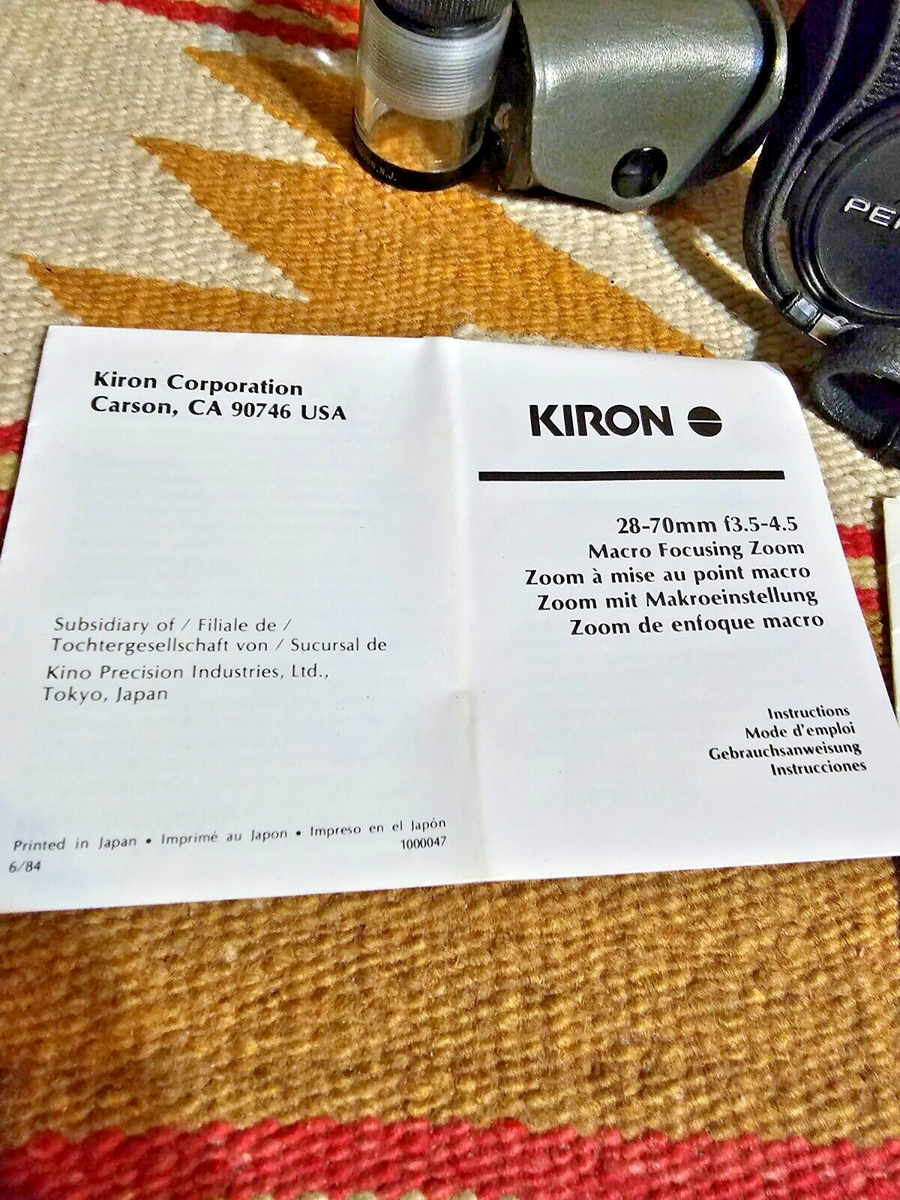 N.J.
PE
Kiron Corporation
Carson, CA 90746 USA
Subsidiary of / Filiale de /
Tochtergesellschaft von / Sucursal de
Kino Precision Industries, Ltd.,
Tokyo, Japan
Printed in Japan • Imprimé au Japon • Impreso en el Japón
1000047
6/84
KIRON
28-70mm f3.5-4.5
Macro Focusing Zoom
Zoom à mise au point macro
Zoom mit Makroeinstellung
Zoom de enfoque macro
Instructions
Mode d'emploi
Gebrauchsanweisung
Instrucciones